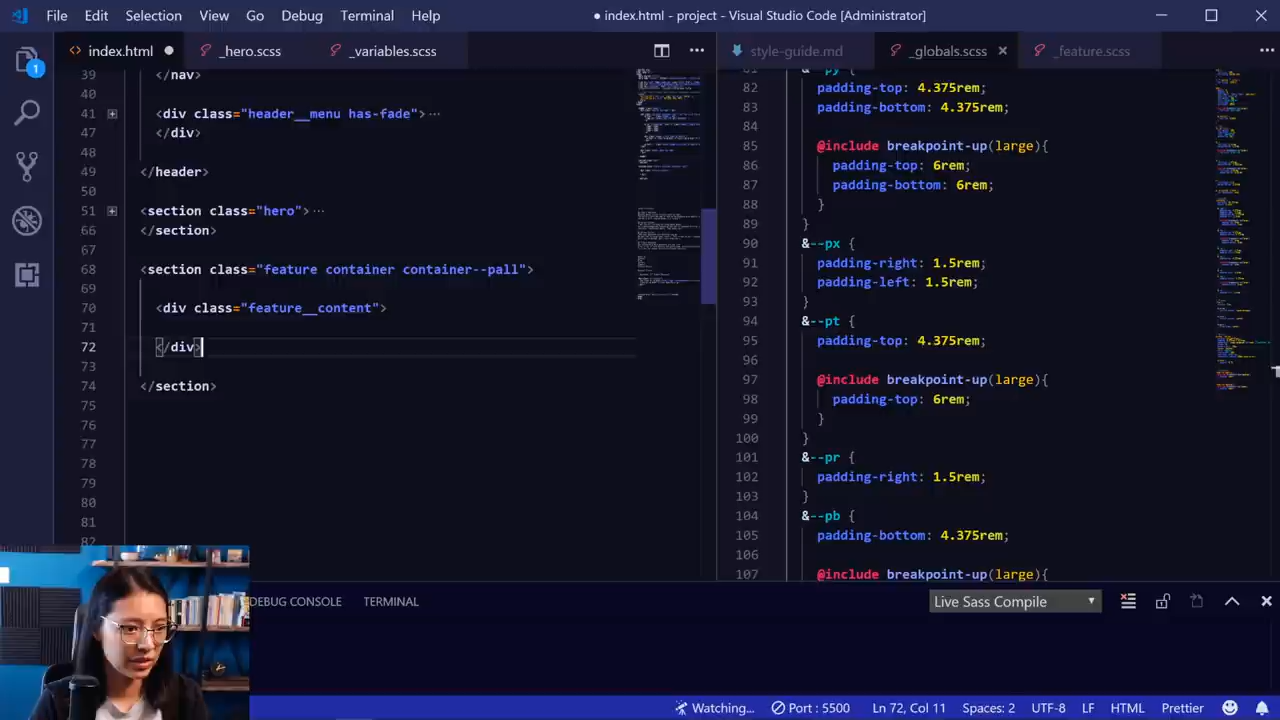 File Edit Selection View Go Debug Terminal Help ● index.html - project - Visual Studio Code [Administrator]
<> index.html ● _hero.scss _variables.scss
style-guide.md _globals.scss × _feature.scss
1
39 </nav>
40
41 <div class="header__menu has-fade">⋯
47 </div>
48
49 </header>
50
51 <section class="hero">⋯
66 </section>
67
68 <section class="feature container container--pall">
69
70 <div class="feature__content">
71
72 </div>
73
74 </section>
75
76
77
78
79
80
81
82
81 &--py {
82 padding-top: 4.375rem;
83 padding-bottom: 4.375rem;
84
85 @include breakpoint-up(large){
86 padding-top: 6rem;
87 padding-bottom: 6rem;
88 }
89 }
90 &--px {
91 padding-right: 1.5rem;
92 padding-left: 1.5rem;
93 }
94 &--pt {
95 padding-top: 4.375rem;
96
97 @include breakpoint-up(large){
98 padding-top: 6rem;
99 }
100 }
101 &--pr {
102 padding-right: 1.5rem;
103 }
104 &--pb {
105 padding-bottom: 4.375rem;
106
107 @include breakpoint-up(large){
DEBUG CONSOLE TERMINAL Live Sass Compile
Watching... Port : 5500 Ln 72, Col 11 Spaces: 2 UTF-8 LF HTML Prettier